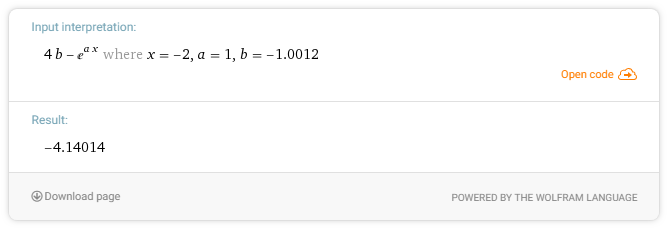 Input interpretation:
4 b − e^(a x) where x = −2, a = 1, b = −1.0012
Open code
Result:
−4.14014
Download page
POWERED BY THE WOLFRAM LANGUAGE